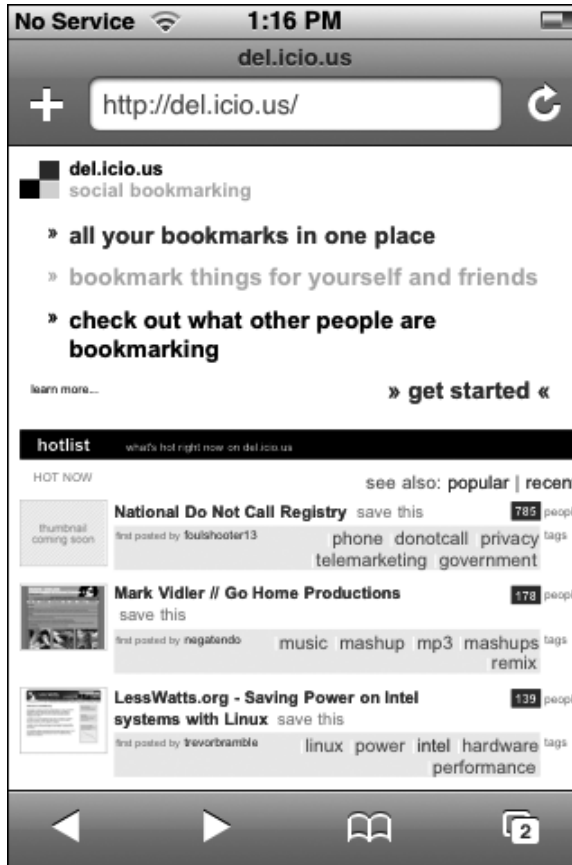 No Service 1:16 PM
del.icio.us
http://del.icio.us/
del.icio.us
social bookmarking
» all your bookmarks in one place
» bookmark things for yourself and friends
» check out what other people are
bookmarking
learn more...
» get started «
hotlist what's hot right now on del.icio.us
HOT NOW
see also: popular | recen
thumbnail
coming soon
National Do Not Call Registry save this 785 peopl
first posted by foulshooter13 phone donotcall privacy tags
telemarketing government
#4
Mark Vidler // Go Home Productions 178 peopl
save this
first posted by negatendo music mashup mp3 mashups tags
remix
LessWatts.org - Saving Power on Intel 139 peopl
systems with Linux save this
first posted by trevorbramble linux power intel hardware tags
performance
2